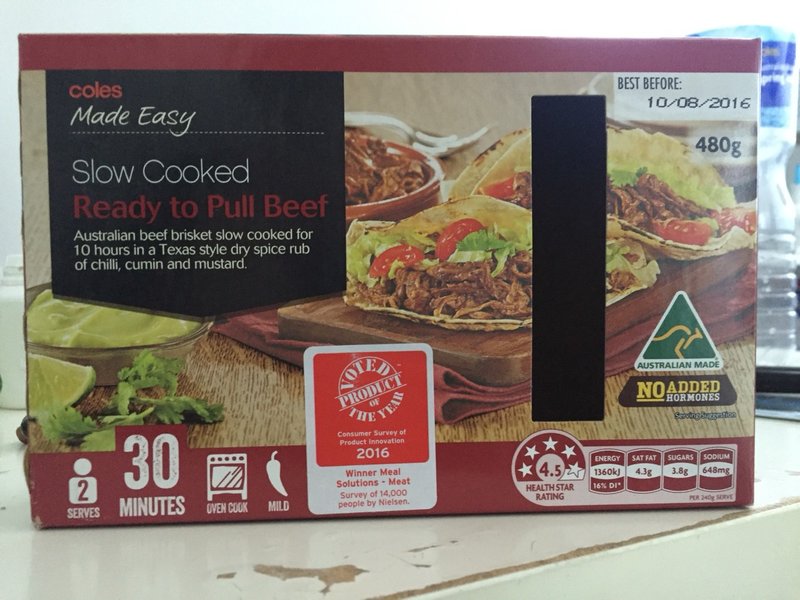 coles
Made Easy
Slow Cooked
Ready to Pull Beef
Australian beef brisket slow cooked for
10 hours in a Texas style dry spice rub
of chilli, cumin and mustard.
BEST BEFORE:
10/08/2016
480g
AUSTRALIAN MADE
NO ADDED
HORMONES
Serving Suggestion
VOTED
PRODUCT
OF
THE YEAR
Consumer Survey of
Product Innovation
2016
Winner Meal
Solutions - Meat
Survey of 14,000
people by Nielsen.
2
SERVES
30
MINUTES
OVEN COOK
MILD
4.5
HEALTH STAR
RATING
ENERGY
1360kJ
16% DI*
SAT FAT
4.3g
SUGARS
3.8g
SODIUM
648mg
PER 240g SERVE